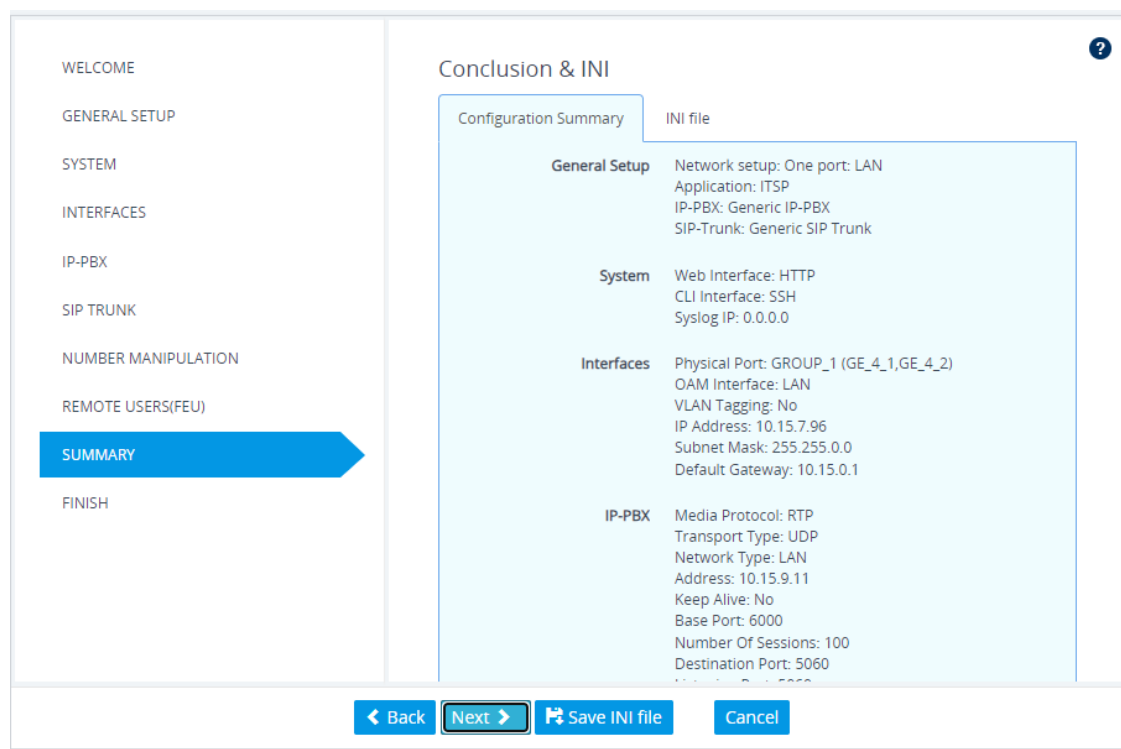 WELCOME
GENERAL SETUP
SYSTEM
INTERFACES
IP-PBX
SIP TRUNK
NUMBER MANIPULATION
REMOTE USERS(FEU)
SUMMARY
FINISH
?
Conclusion & INI
Configuration Summary INI file
General Setup Network setup: One port: LAN
Application: ITSP
IP-PBX: Generic IP-PBX
SIP-Trunk: Generic SIP Trunk
System Web Interface: HTTP
CLI Interface: SSH
Syslog IP: 0.0.0.0
Interfaces Physical Port: GROUP_1 (GE_4_1,GE_4_2)
OAM Interface: LAN
VLAN Tagging: No
IP Address: 10.15.7.96
Subnet Mask: 255.255.0.0
Default Gateway: 10.15.0.1
IP-PBX Media Protocol: RTP
Transport Type: UDP
Network Type: LAN
Address: 10.15.9.11
Keep Alive: No
Base Port: 6000
Number Of Sessions: 100
Destination Port: 5060
Back Next Save INI file Cancel